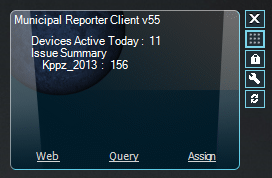 Municipal Reporter Client v55
Devices Active Today : 11
Issue Summary
Kppz_2013 : 156
Web Query Assign